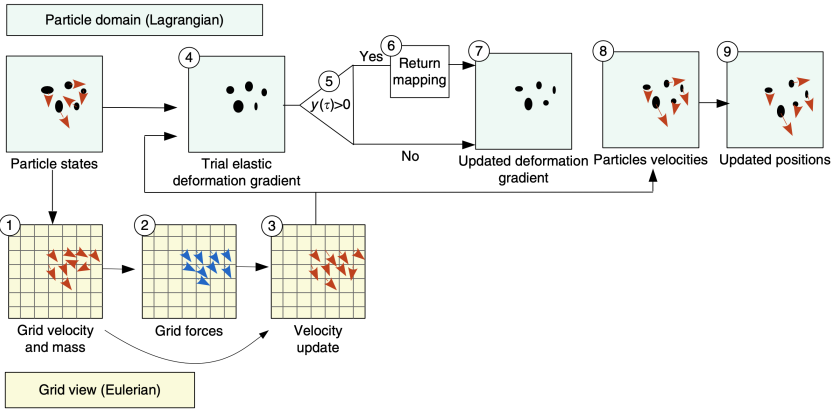 Particle domain (Lagrangian)
4
5
Yes
6
Return
mapping
7
8
9
y(τ)>0
No
Particle states
Trial elastic
deformation gradient
Updated deformation
gradient
Particles velocities
Updated positions
1
2
3
Grid velocity
and mass
Grid forces
Velocity
update
Grid view (Eulerian)